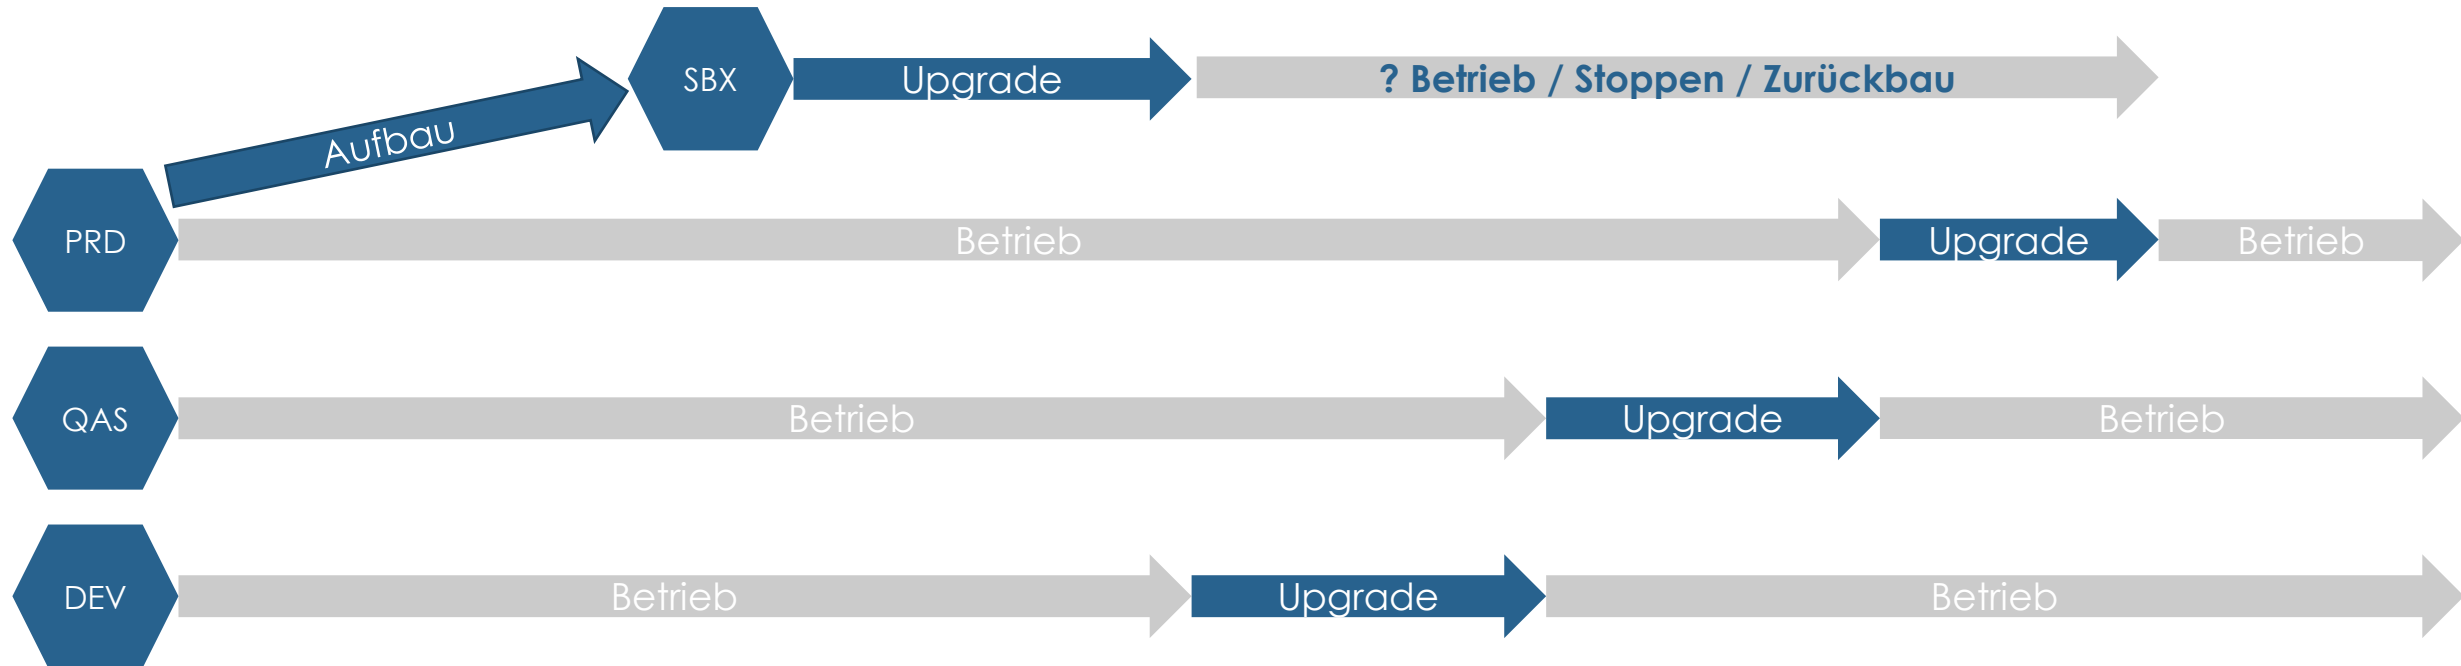 SBX
Upgrade
? Betrieb / Stoppen / Zurückbau
Aufbau
PRD
Betrieb
Upgrade
Betrieb
QAS
Betrieb
Upgrade
Betrieb
DEV
Betrieb
Upgrade
Betrieb